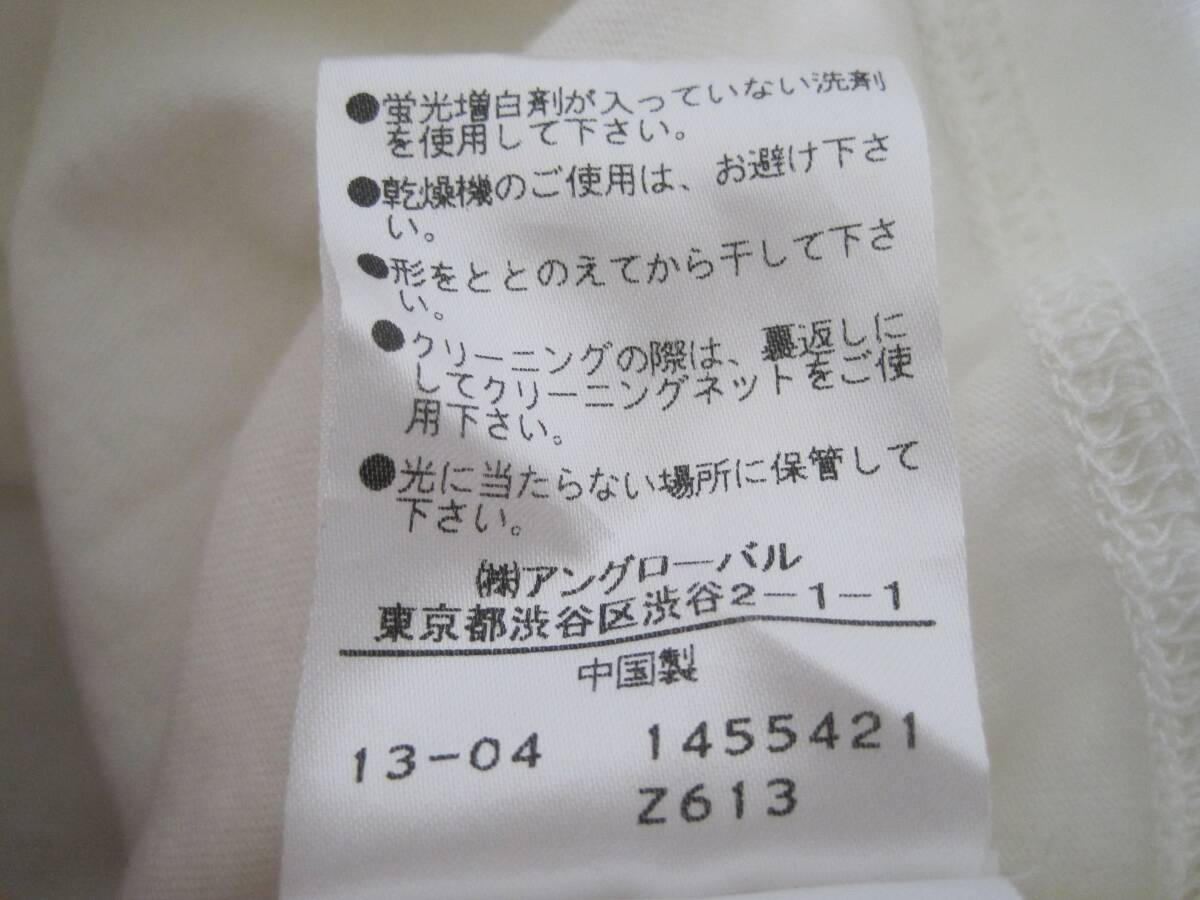 ●蛍光増白剤が入っていない洗剤
を使用して下さい。
●乾燥機のご使用は、お避け下さ
い。
●形をととのえてから干して下さ
い。
●クリーニングの際は、裏返しに
してクリーニングネットをご使
用下さい。
●光に当たらない場所に保管して
下さい。
㈱アングローバル
東京都渋谷区渋谷2-1-1
中国製
13-04 1455421
Z613